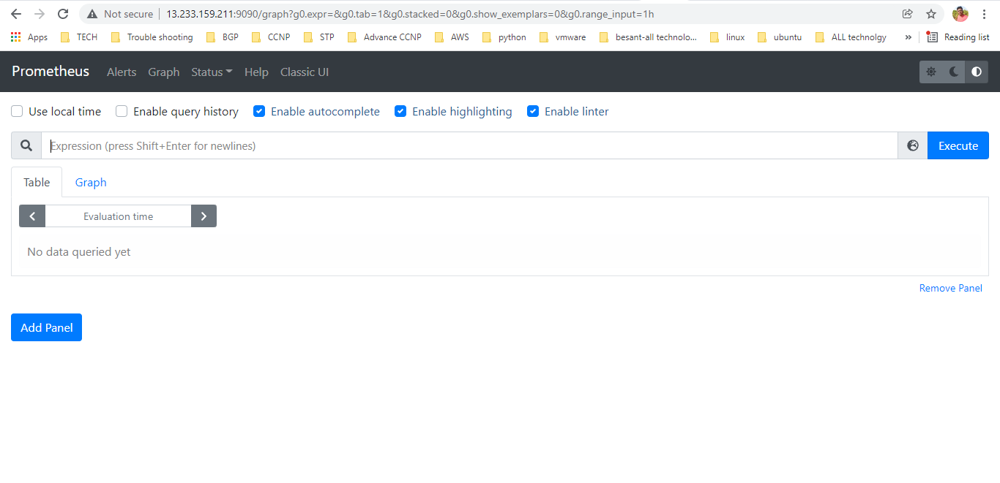 Not secure 13.233.159.211:9090/graph?g0.expr=&g0.tab=1&g0.stacked=0&g0.show_exemplars=0&g0.range_input=1h
Apps TECH Trouble shooting BGP CCNP STP Advance CCNP AWS python vmware besant-all technolo... linux ubuntu ALL technolgy » Reading list
Prometheus Alerts Graph Status Help Classic UI
Use local time Enable query history Enable autocomplete Enable highlighting Enable linter
Expression (press Shift+Enter for newlines) Execute
Table Graph
Evaluation time
No data queried yet
Remove Panel
Add Panel